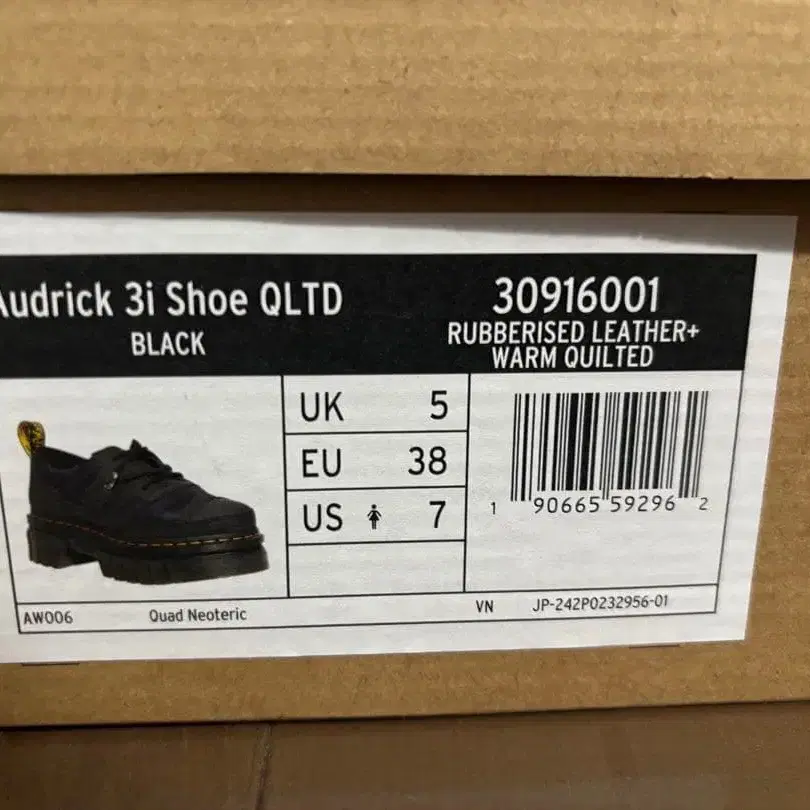 Audrick 3i Shoe QLTD
BLACK
30916001
RUBBERISED LEATHER+
WARM QUILTED
UK 5
EU 38
US 7
1 90665 59296 2
AW006 Quad Neoteric VN JP-242P0232956-01